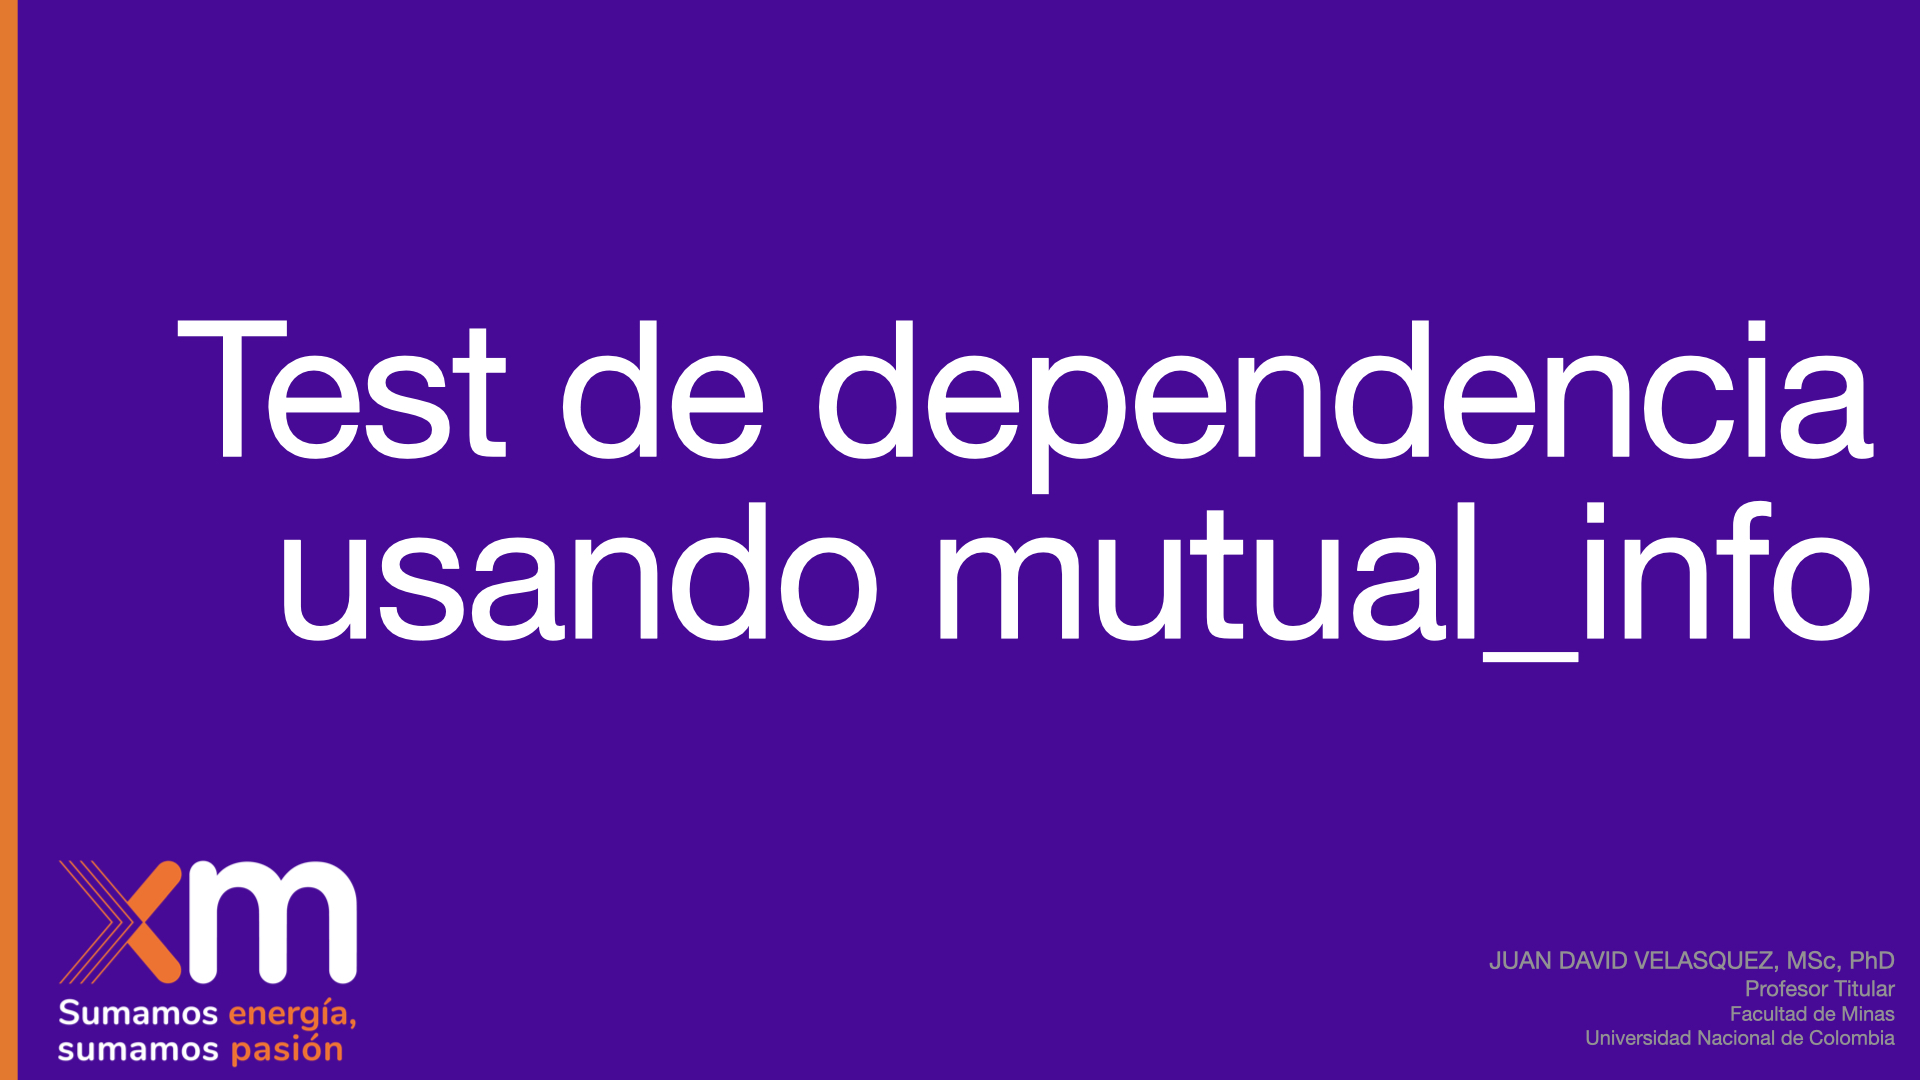 Test de dependencia
usando mutual_info
xm
Sumamos energía,
sumamos pasión
JUAN DAVID VELASQUEZ, MSc, PhD
Profesor Titular
Facultad de Minas
Universidad Nacional de Colombia